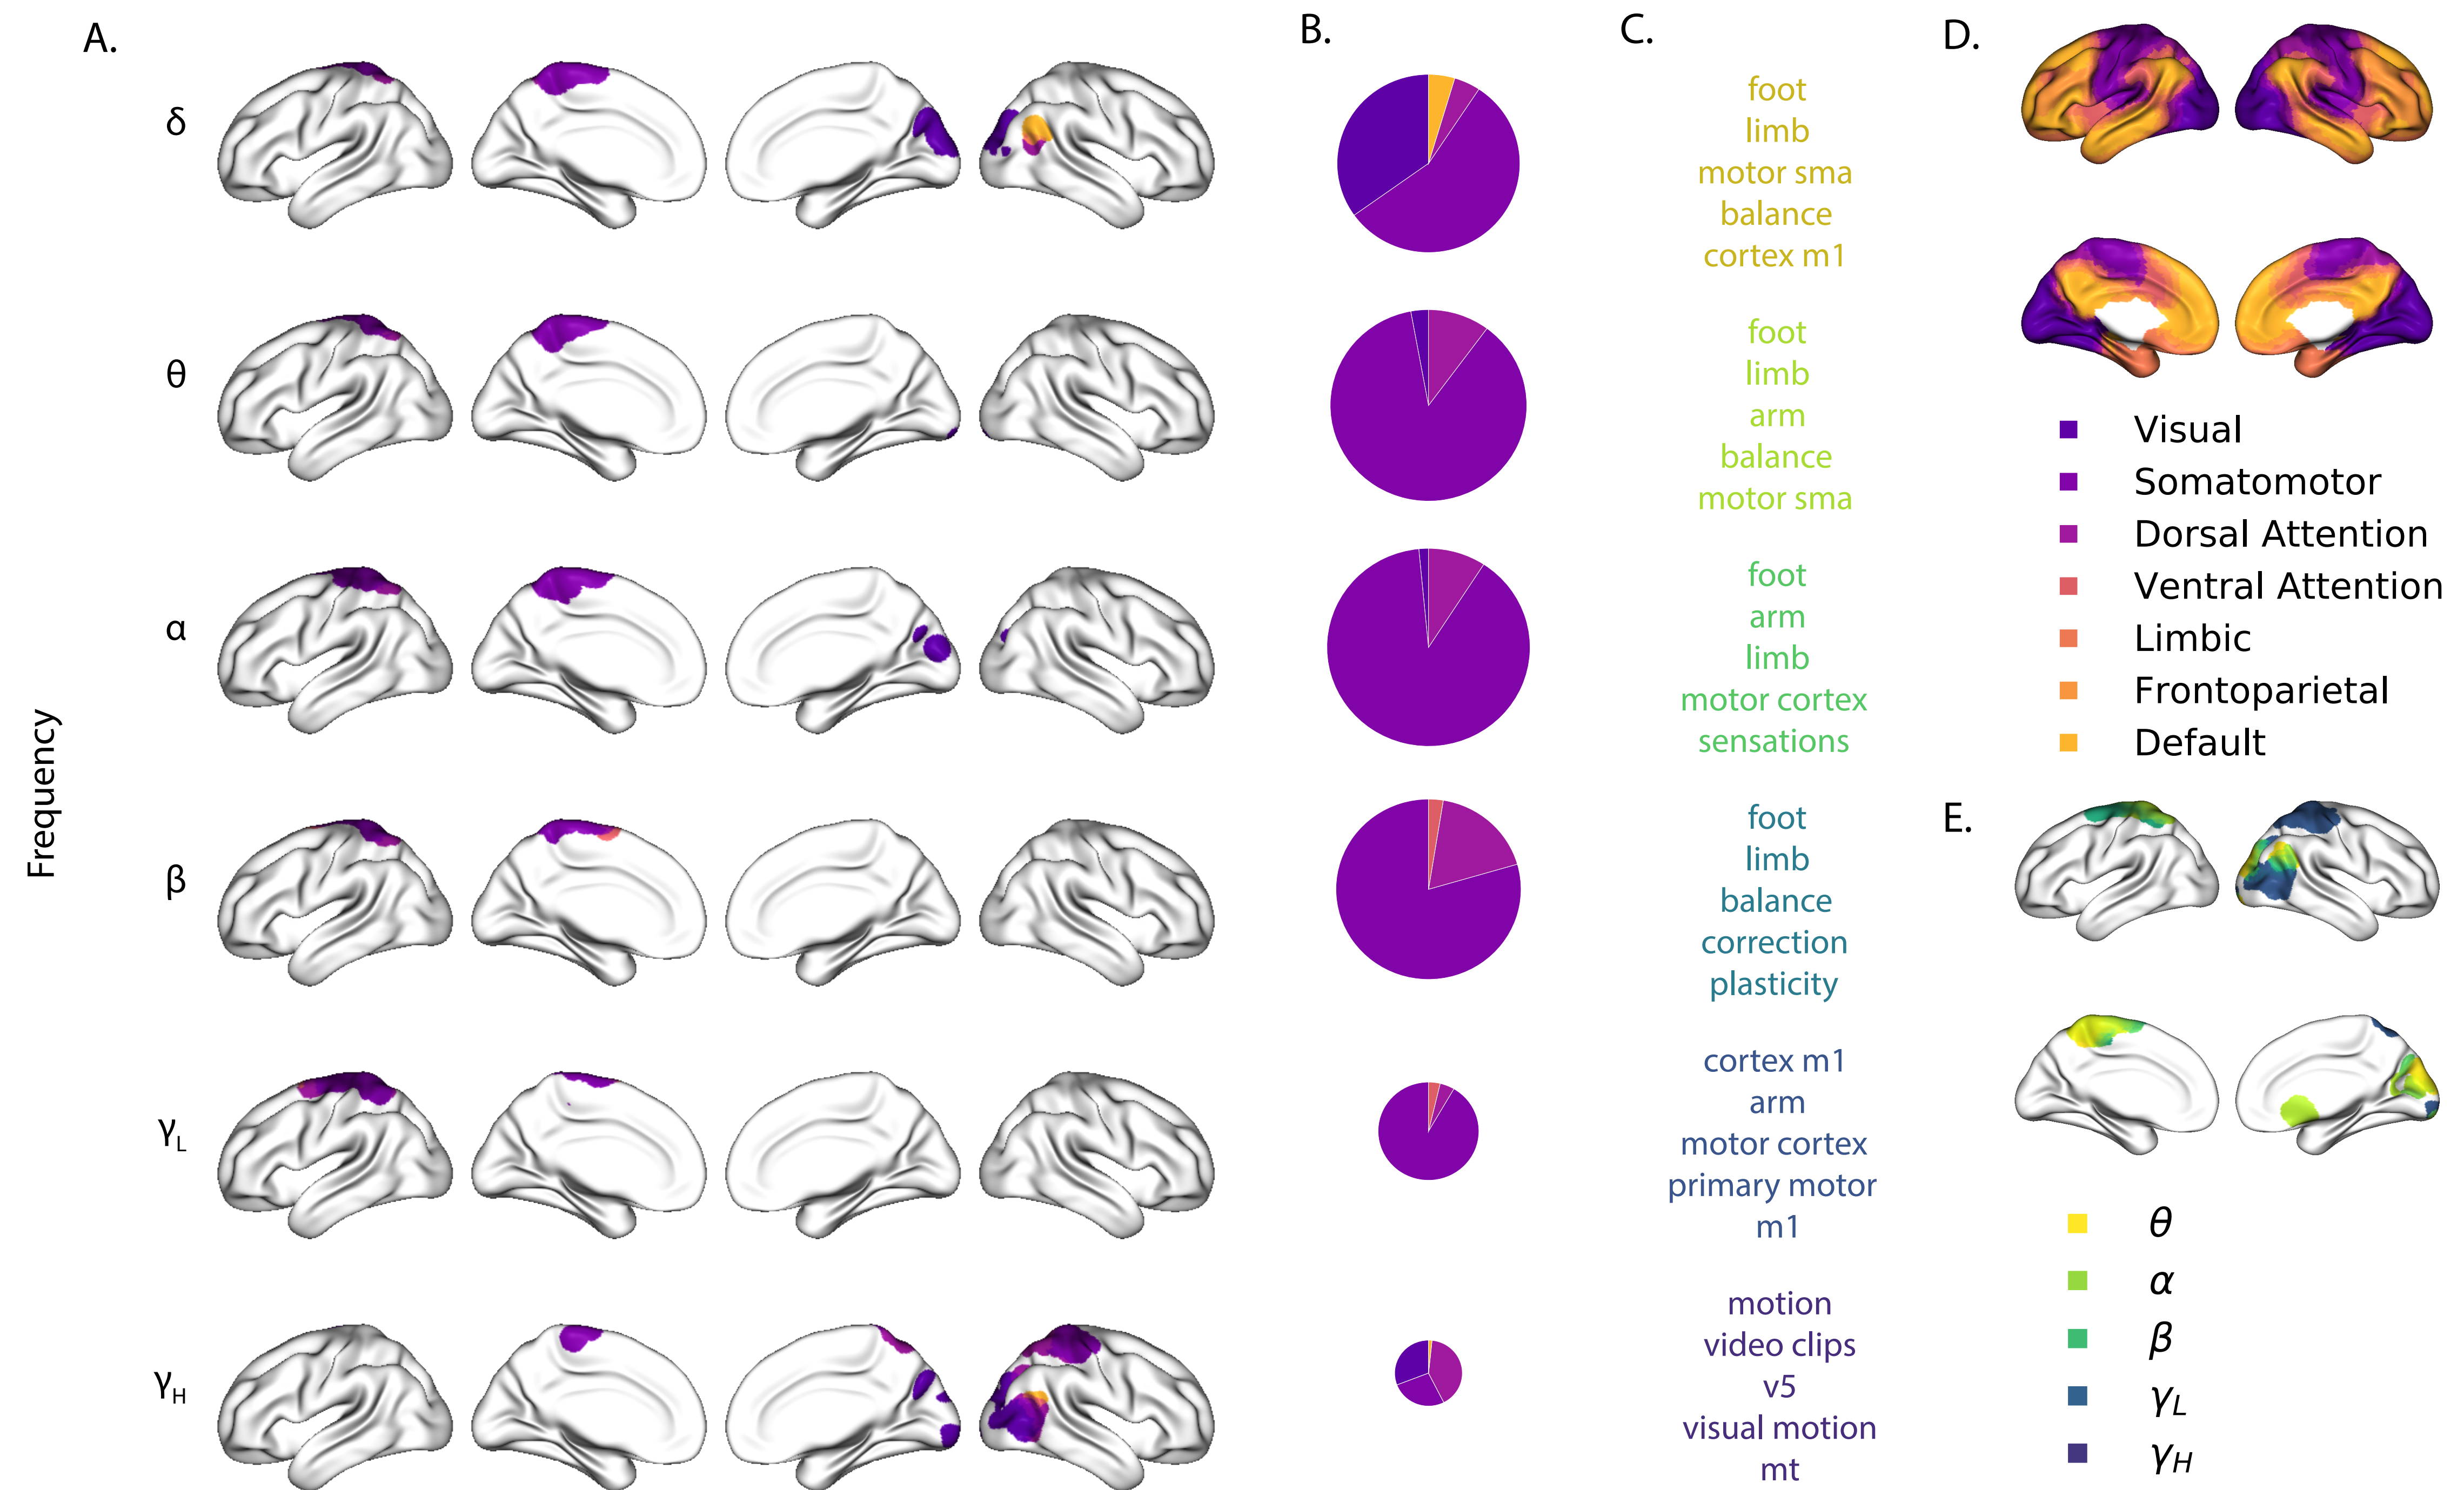 A.
B.
C.
D.
Frequency
δ
foot
limb
motor sma
balance
cortex m1
θ
foot
limb
arm
balance
motor sma
α
foot
arm
limb
motor cortex
sensations
β
foot
limb
balance
correction
plasticity
γL
cortex m1
arm
motor cortex
primary motor
m1
γH
motion
video clips
v5
visual motion
mt
Visual
Somatomotor
Dorsal Attention
Ventral Attention
Limbic
Frontoparietal
Default
E.
θ
α
β
γL
γH